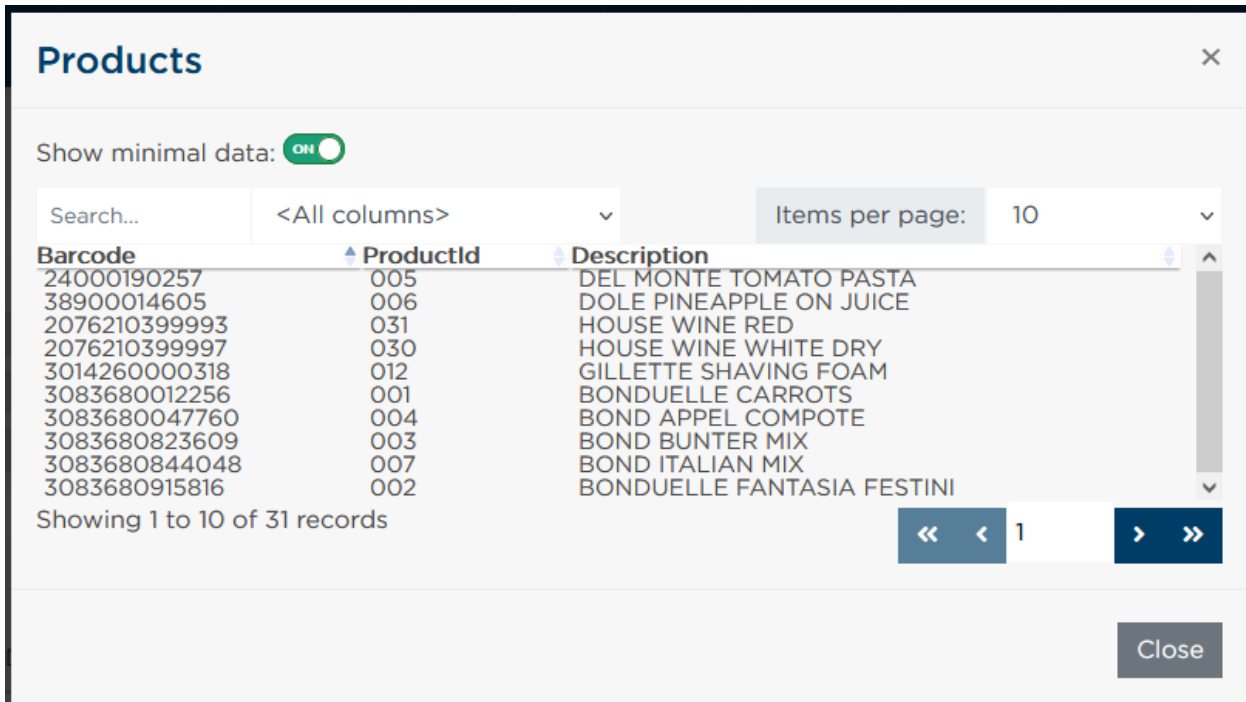 Products ×
Show minimal data: ON
Search... <All columns> Items per page: 10
Barcode ProductId Description
24000190257 005 DEL MONTE TOMATO PASTA
38900014605 006 DOLE PINEAPPLE ON JUICE
2076210399993 031 HOUSE WINE RED
2076210399997 030 HOUSE WINE WHITE DRY
3014260000318 012 GILLETTE SHAVING FOAM
3083680012256 001 BONDUELLE CARROTS
3083680047760 004 BOND APPEL COMPOTE
3083680823609 003 BOND BUNTER MIX
3083680844048 007 BOND ITALIAN MIX
3083680915816 002 BONDUELLE FANTASIA FESTINI
Showing 1 to 10 of 31 records
« ‹ 1 › »
Close